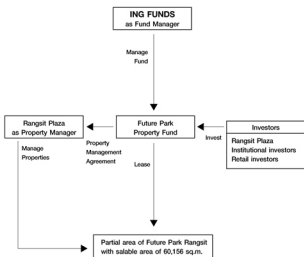 ING FUNDS
as Fund Manager
Manage
Fund
Rangsit Plaza
as Property Manager
Future Park
Property Fund
Investors
Rangsit Plaza
Institutional investors
Retail investors
Invest
Manage
Properties
Property
Management
Agreement
Lease
Partial area of Future Park Rangsit
with salable area of 60,156 sq.m.